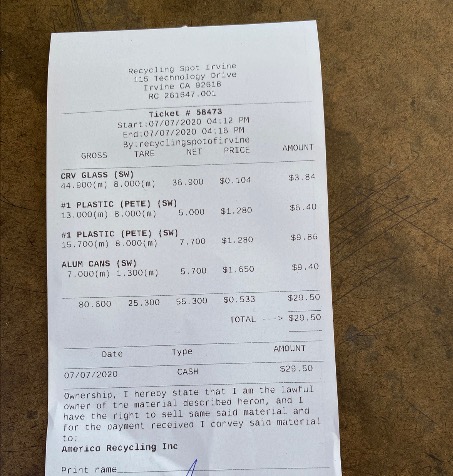 Recycling Spot Irvine
115 Technology Drive
Irvine CA 92618
RC 261647.001
Ticket # 58473
Start:07/07/2020 04:12 PM
End:07/07/2020 04:15 PM
By:recyclingspotofirvine
GROSS TARE NET PRICE AMOUNT
CRV GLASS (SW)
44.900(m) 8.000(m) 36.900 $0.104 $3.84
#1 PLASTIC (PETE) (SW)
13.000(m) 8.000(m) 5.000 $1.280 $6.40
#1 PLASTIC (PETE) (SW)
15.700(m) 8.000(m) 7.700 $1.280 $9.86
ALUM CANS (SW)
7.000(m) 1.300(m) 5.700 $1.650 $9.40
80.600 25.300 55.300 $0.533 $29.50
TOTAL ---> $29.50
Date Type AMOUNT
07/07/2020 CASH $29.50
Ownership, I hereby state that I am the lawful
owner of the material described heron, and I
have the right to sell same said material and
for the payment received I convey said material
to:
America Recycling Inc
Print name